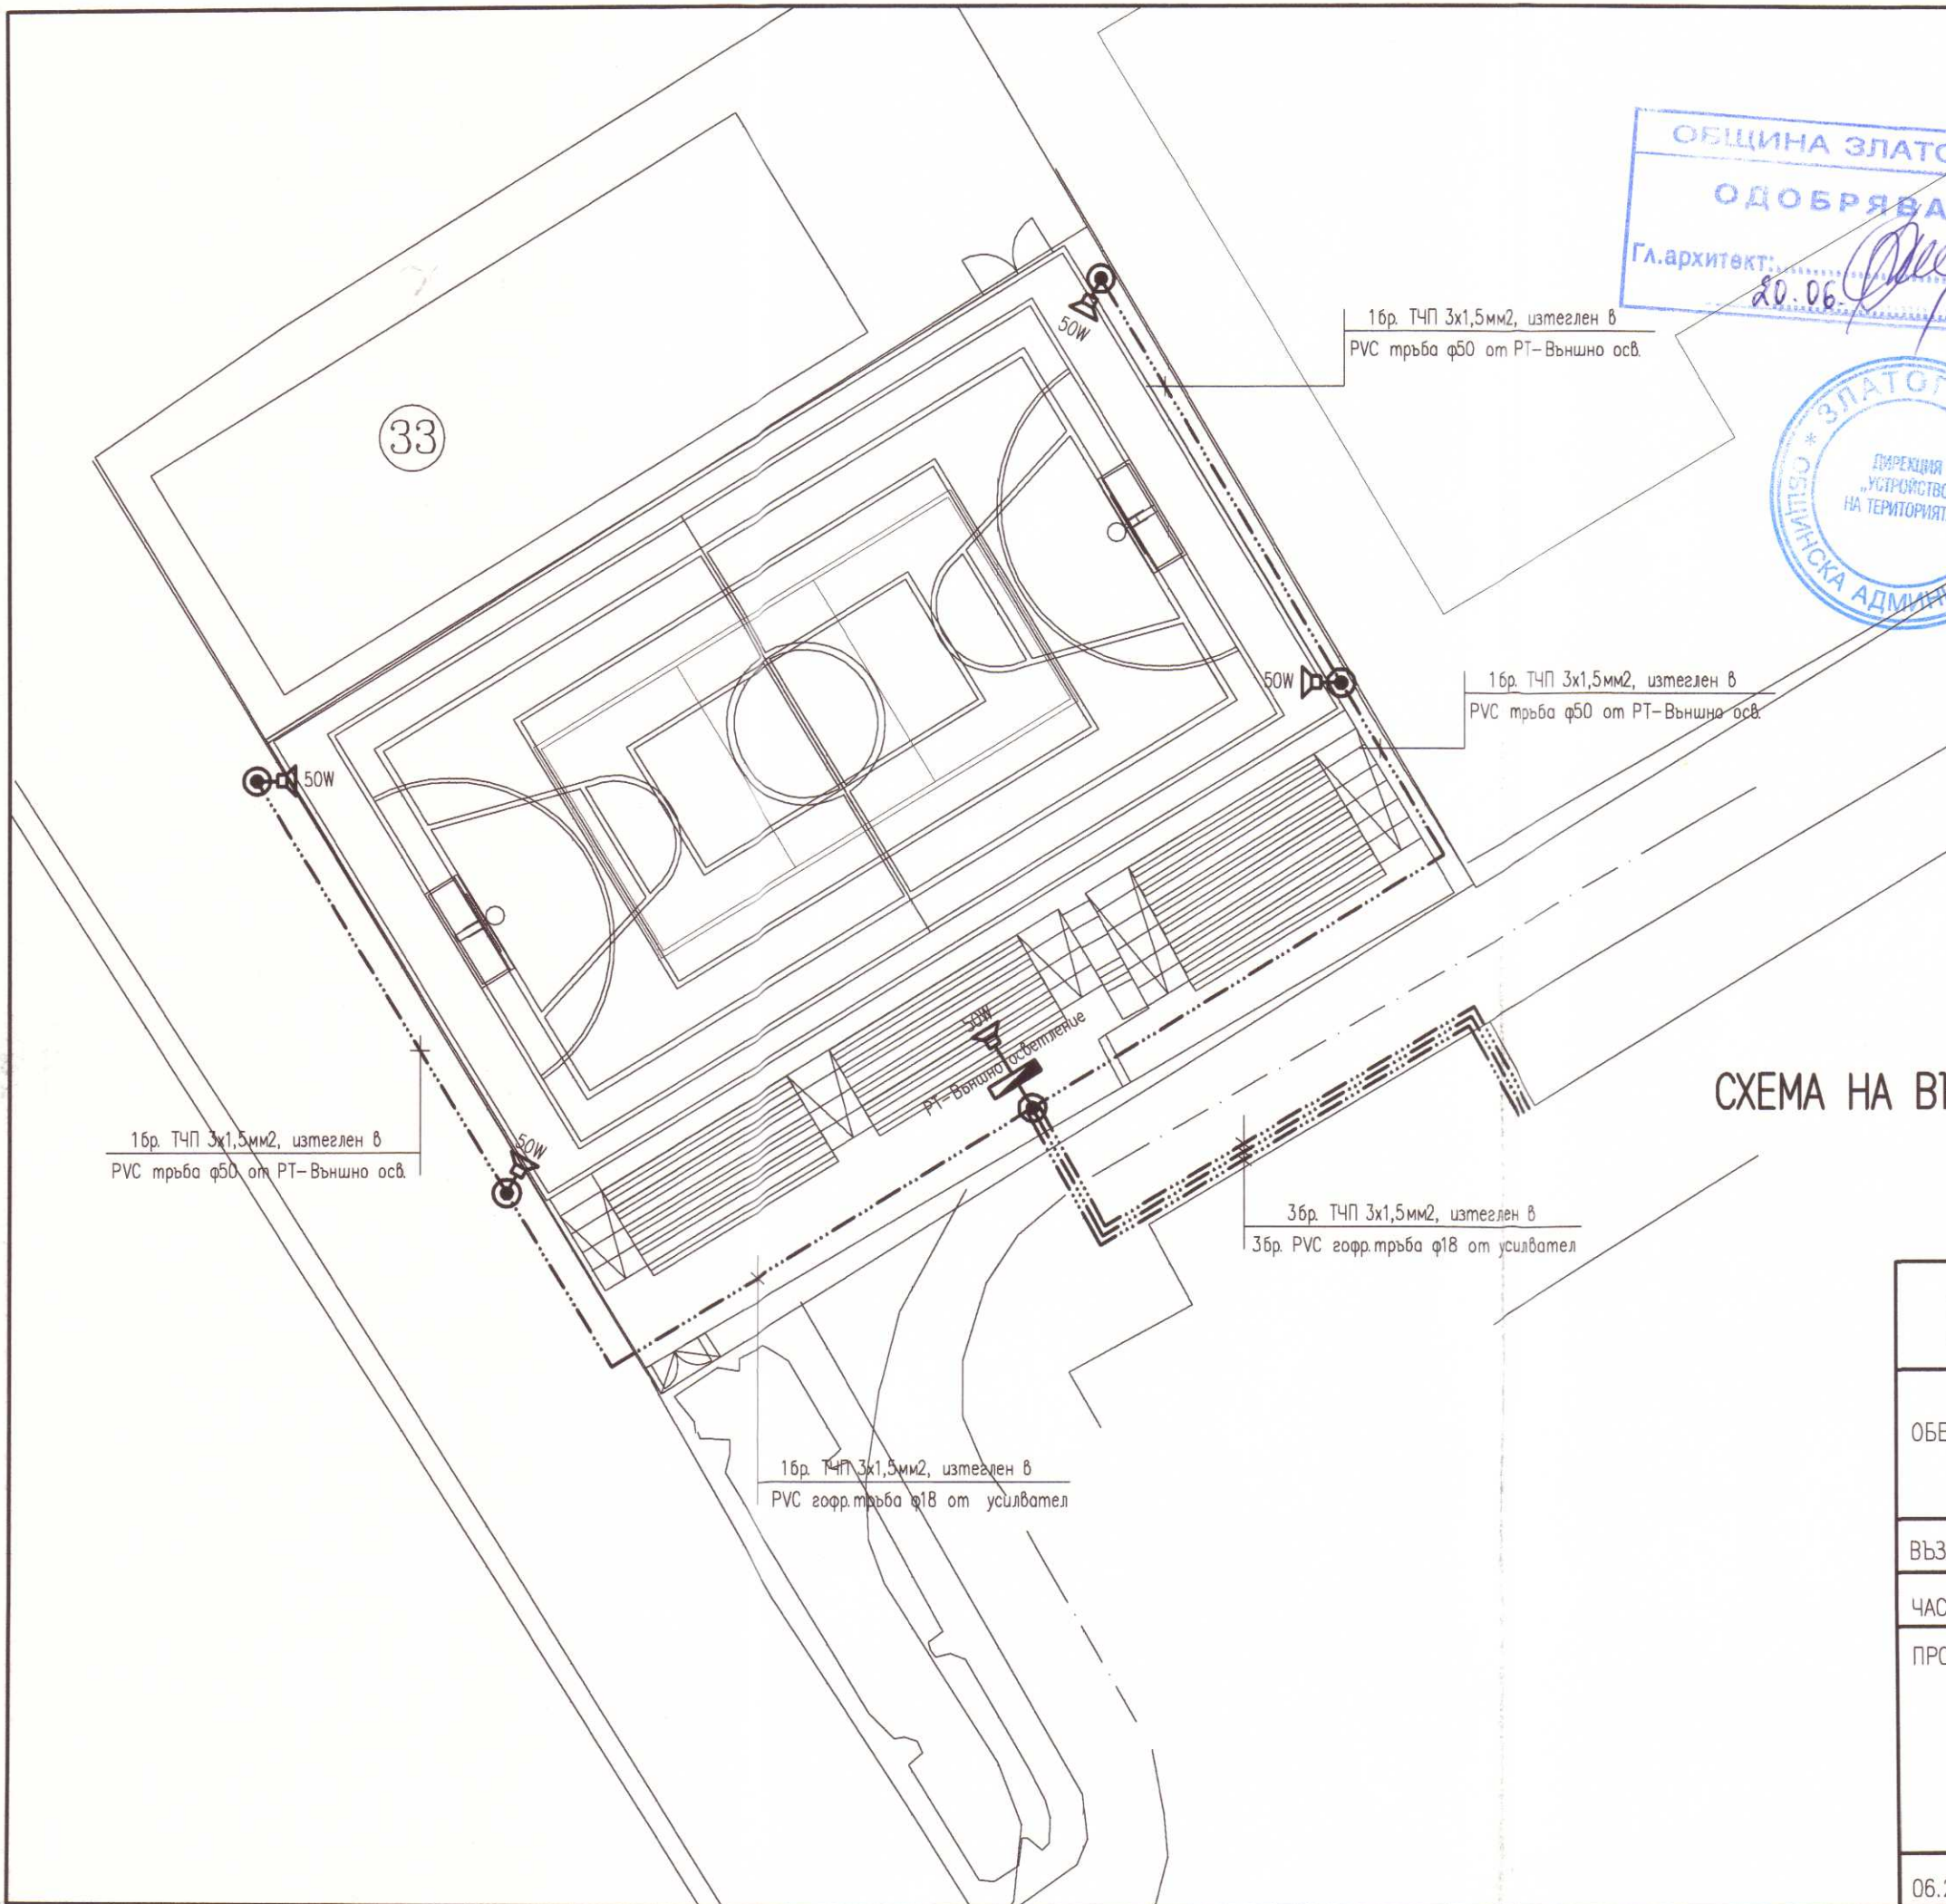 ОБЩИНА ЗЛАТО
ОДОБРЯВА
Гл.архитект:
20.06.
ЗЛАТОГ
ДИРЕКЦИЯ
„УСТРОЙСТВО
НА ТЕРИТОРИЯТ
33
50W
1бр. ТЧП 3x1,5мм2, изтеглен в
PVC тръба ф50 от РТ-Външно осв.
50W
1бр. ТЧП 3x1,5мм2, изтеглен в
PVC тръба ф50 от РТ-Външно осв.
50W
50W
РТ-Външно осветление
СХЕМА НА ВЪ
1бр. ТЧП 3x1,5мм2, изтеглен в
PVC тръба ф50 от РТ-Външно осв.
50W
3бр. ТЧП 3x1,5мм2, изтеглен в
3бр. PVC гофр.тръба ф18 от усилвател
1бр. ТЧП 3x1,5мм2, изтеглен в
PVC гофр.тръба ф18 от усилвател
ОБЕ
ВЪЗ
ЧАС
ПРО
06.